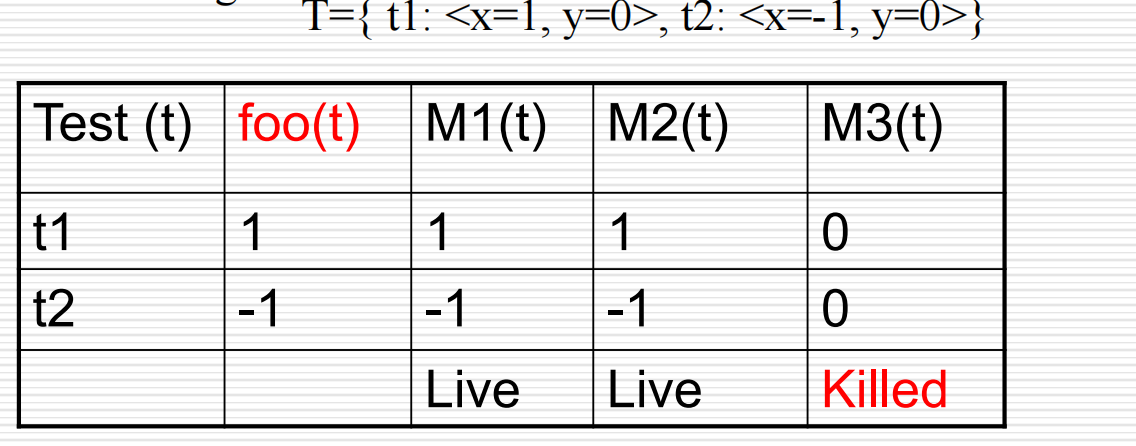 T={ t1: <x=1, y=0>, t2: <x=-1, y=0>}
Test (t) foo(t) M1(t) M2(t) M3(t)
t1 1 1 1 0
t2 -1 -1 -1 0
Live Live Killed